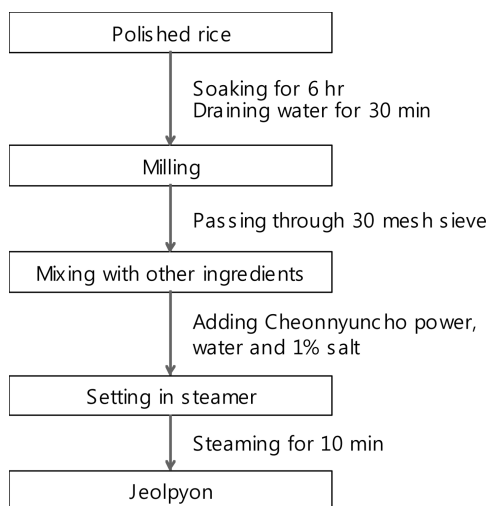 Polished rice
Soaking for 6 hr
Draining water for 30 min
Milling
Passing through 30 mesh sieve
Mixing with other ingredients
Adding Cheonnyuncho power,
water and 1% salt
Setting in steamer
Steaming for 10 min
Jeolpyon